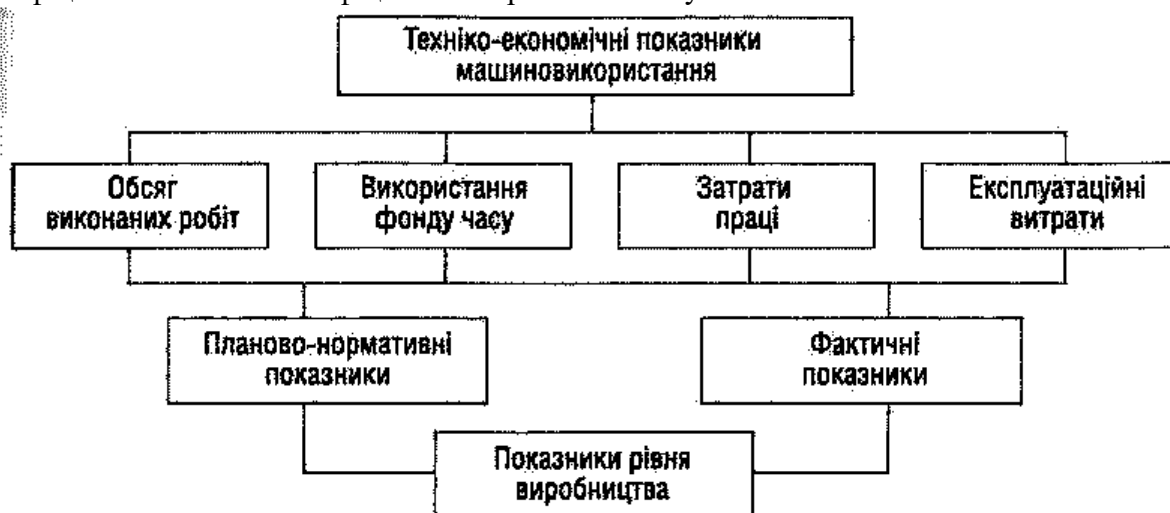 Техніко-економічні показники
машиновикористання
Обсяг
виконаних робіт
Використання
фонду часу
Затрати
праці
Експлуатаційні
витрати
Планово-нормативні
показники
Фактичні
показники
Показники рівня
виробництва